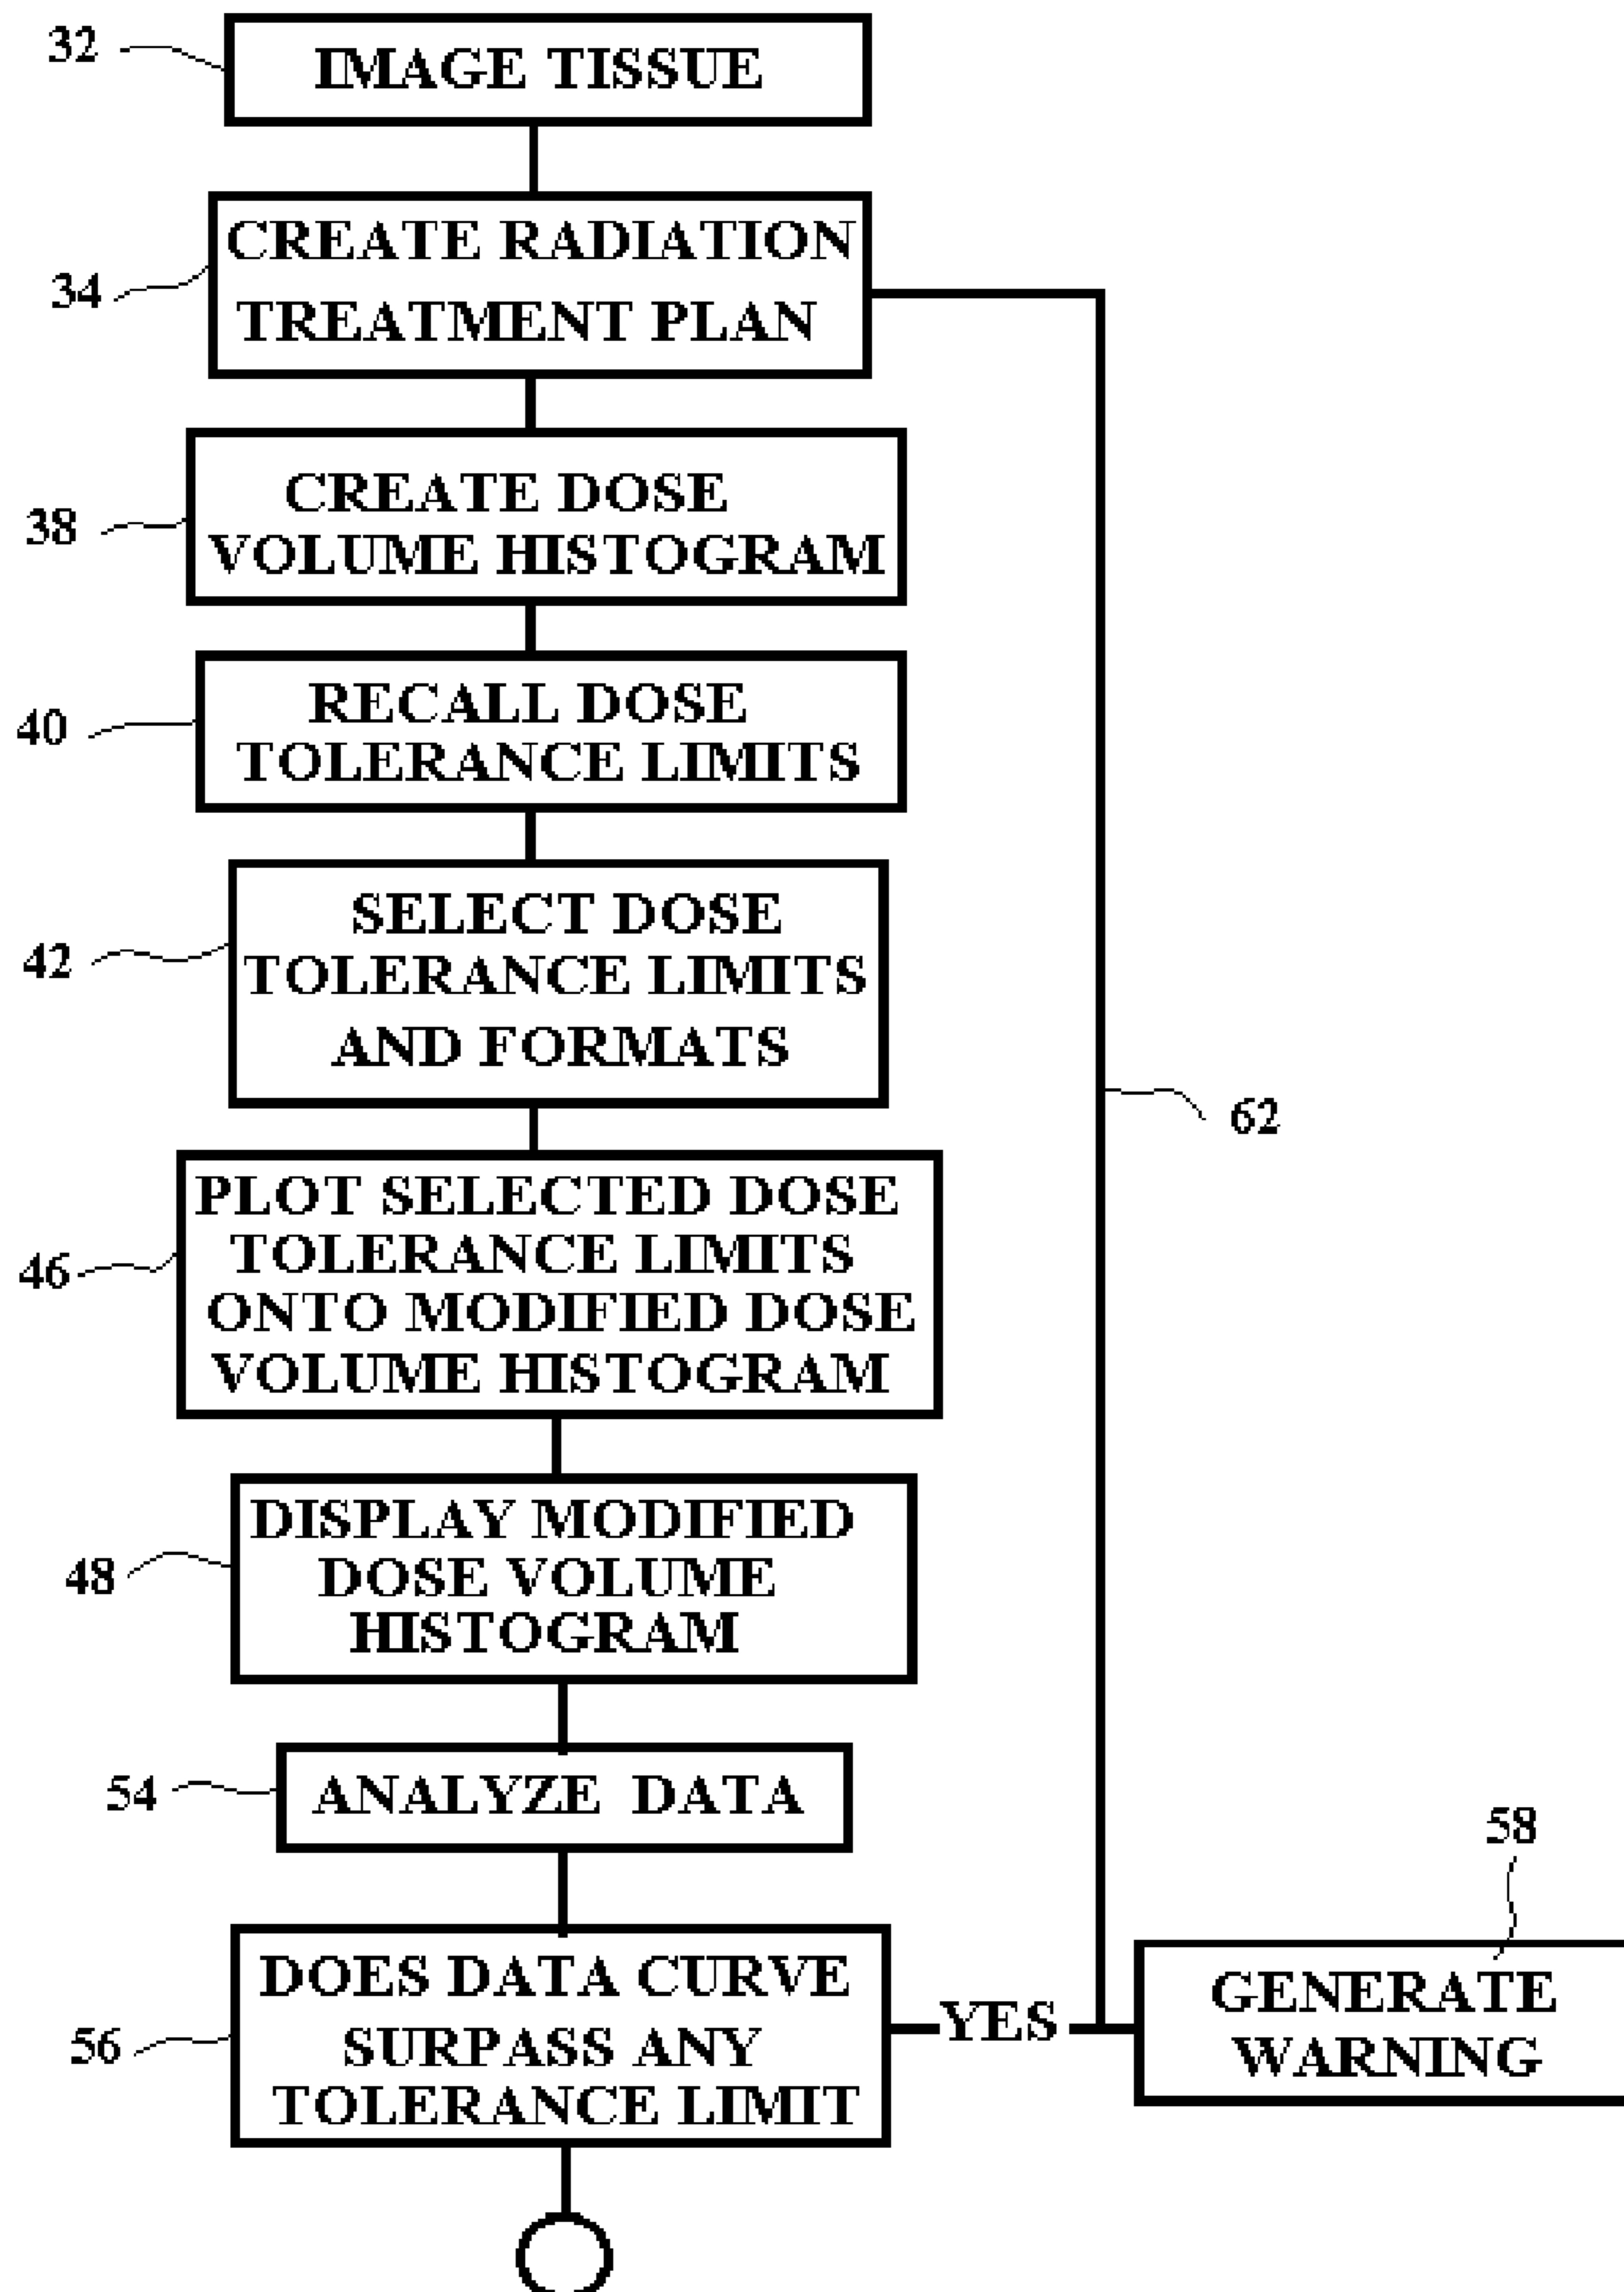 32
IMAGE TISSUE
34
CREATE RADIATION
TREATMENT PLAN
38
CREATE DOSE
VOLUME HISTOGRAM
40
RECALL DOSE
TOLERANCE LIMITS
42
SELECT DOSE
TOLERANCE LIMITS
AND FORMATS
62
46
PLOT SELECTED DOSE
TOLERANCE LIMITS
ONTO MODIFIED DOSE
VOLUME HISTOGRAM
48
DISPLAY MODIFIED
DOSE VOLUME
HISTOGRAM
54
ANALYZE DATA
56
DOES DATA CURVE
SURPASS ANY
TOLERANCE LIMIT
YES
58
GENERATE
WARNING